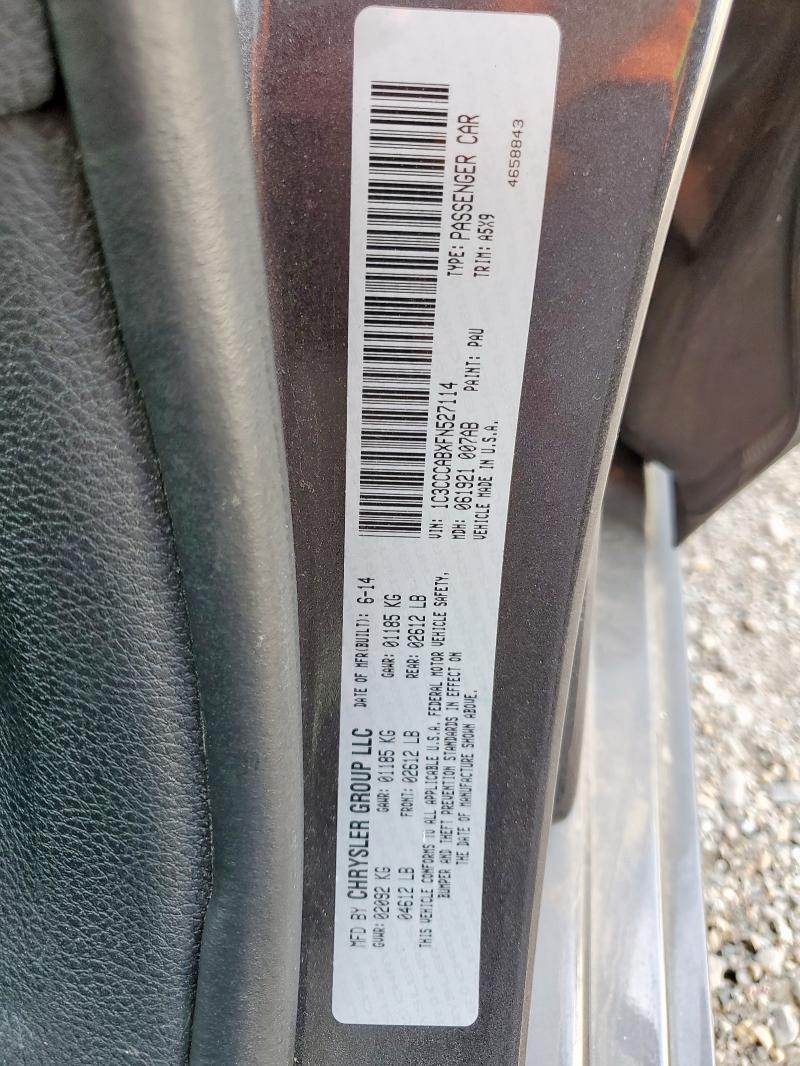 MFD BY CHRYSLER GROUP LLC
DATE OF MFR(BUILT): 6-14
GVWR: 02092 KG
GAWR: 01185 KG
GAWR: 01185 KG
04612 LB
FRONT: 02612 LB
REAR: 02612 LB
THIS VEHICLE CONFORMS TO ALL APPLICABLE U.S.A. FEDERAL MOTOR VEHICLE SAFETY,
BUMPER AND THEFT PREVENTION STANDARDS IN EFFECT ON
THE DATE OF MANUFACTURE SHOWN ABOVE.
VIN: 1C3CCCABXFN527114
TYPE: PASSENGER CAR
MDH: 061921 007AB
PAINT: PAU
TRIM: A5X9
VEHICLE MADE IN U.S.A.
4658843